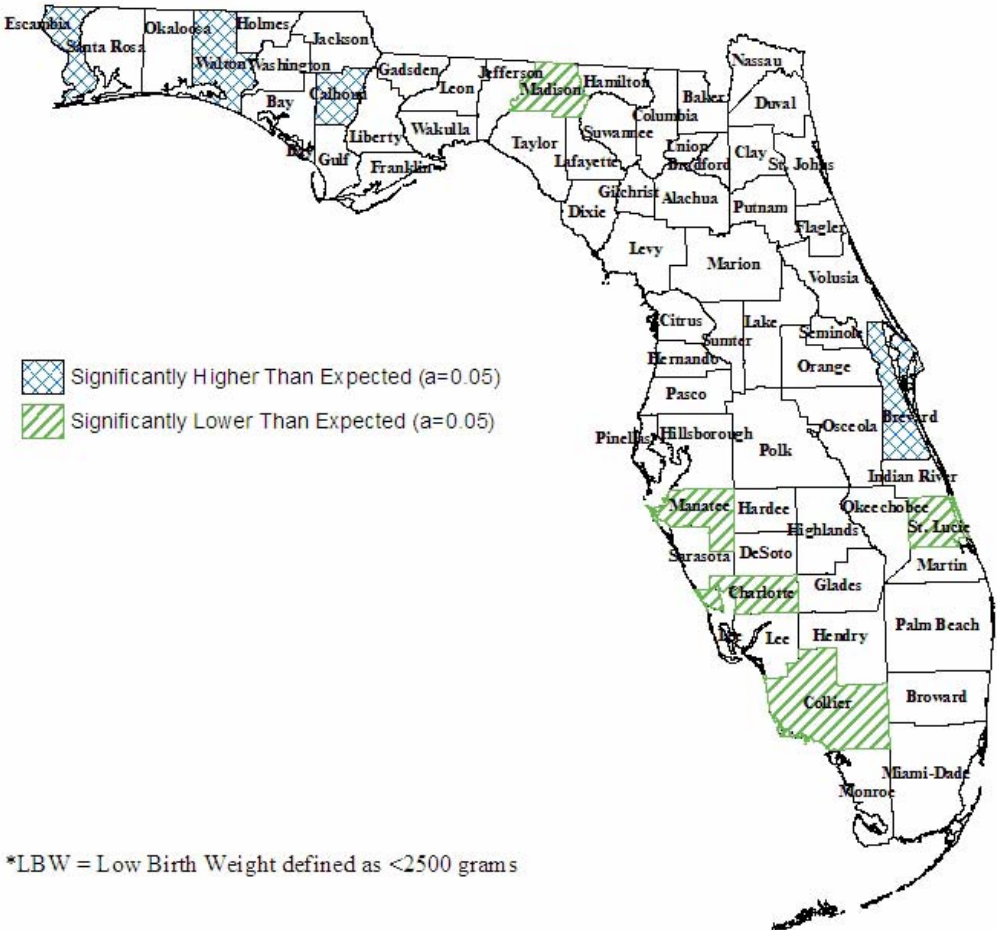 Escambia
Santa Rosa
Okaloosa
Walton
Holmes
Washington
Jackson
Bay
Calhoun
Gulf
Liberty
Gadsden
Leon
Wakulla
Franklin
Jefferson
Madison
Taylor
Hamilton
Suwannee
Lafayette
Dixie
Columbia
Baker
Union
Bradford
Gilchrist
Alachua
Nassau
Duval
Clay
St. Johns
Putnam
Flagler
Levy
Marion
Volusia
Citrus
Sumter
Lake
Seminole
Hernando
Orange
Significantly Higher Than Expected (a=0.05)
Pasco
Significantly Lower Than Expected (a=0.05)
Brevard
Osceola
Pinellas
Hillsborough
Polk
Indian River
Manatee
Hardee
Highlands
Okeechobee
St. Lucie
Sarasota
DeSoto
Martin
Charlotte
Glades
Lee
Lee
Hendry
Palm Beach
Collier
Broward
Miami-Dade
Monroe
*LBW = Low Birth Weight defined as <2500 grams